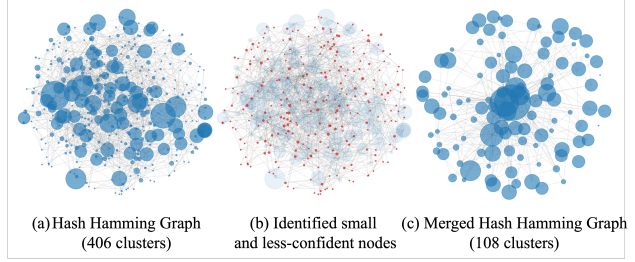 (a) Hash Hamming Graph
(406 clusters)
(b) Identified small
and less-confident nodes
(c) Merged Hash Hamming Graph
(108 clusters)